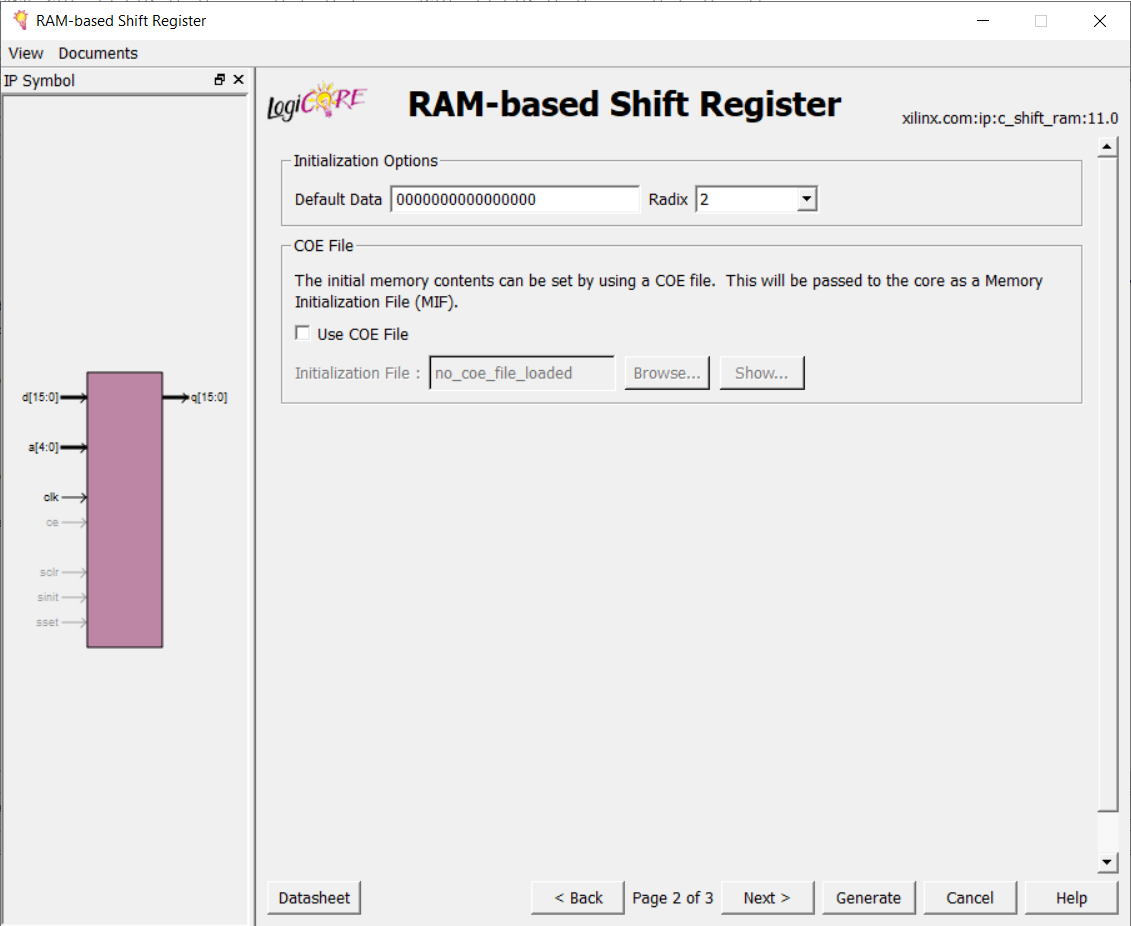 RAM-based Shift Register
View Documents
IP Symbol
d[15:0]
q[15:0]
a[4:0]
clk
ce
sclr
sinit
sset
LogiCORE
RAM-based Shift Register
xilinx.com:ip:c_shift_ram:11.0
Initialization Options
Default Data 0000000000000000 Radix 2
COE File
The initial memory contents can be set by using a COE file. This will be passed to the core as a Memory
Initialization File (MIF).
Use COE File
Initialization File : no_coe_file_loaded Browse... Show...
Datasheet < Back Page 2 of 3 Next > Generate Cancel Help